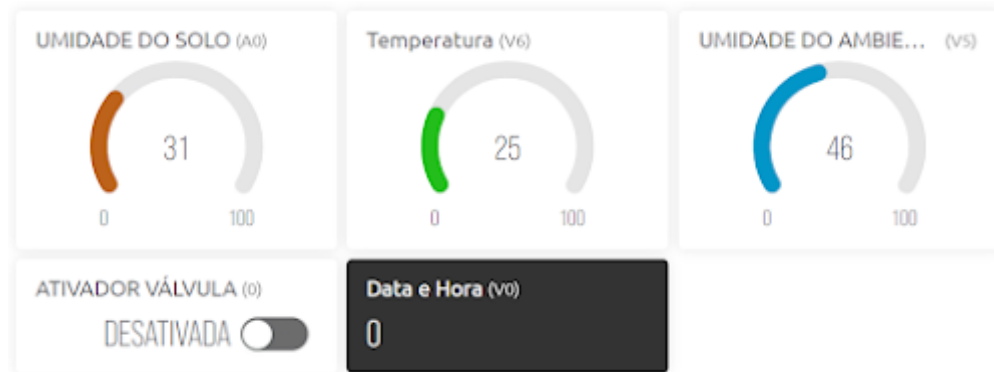 UMIDADE DO SOLO (A0)
31
0 100
Temperatura (V6)
25
0 100
UMIDADE DO AMBIE... (V5)
46
0 100
ATIVADOR VÁLVULA (0)
DESATIVADA
Data e Hora (V0)
0